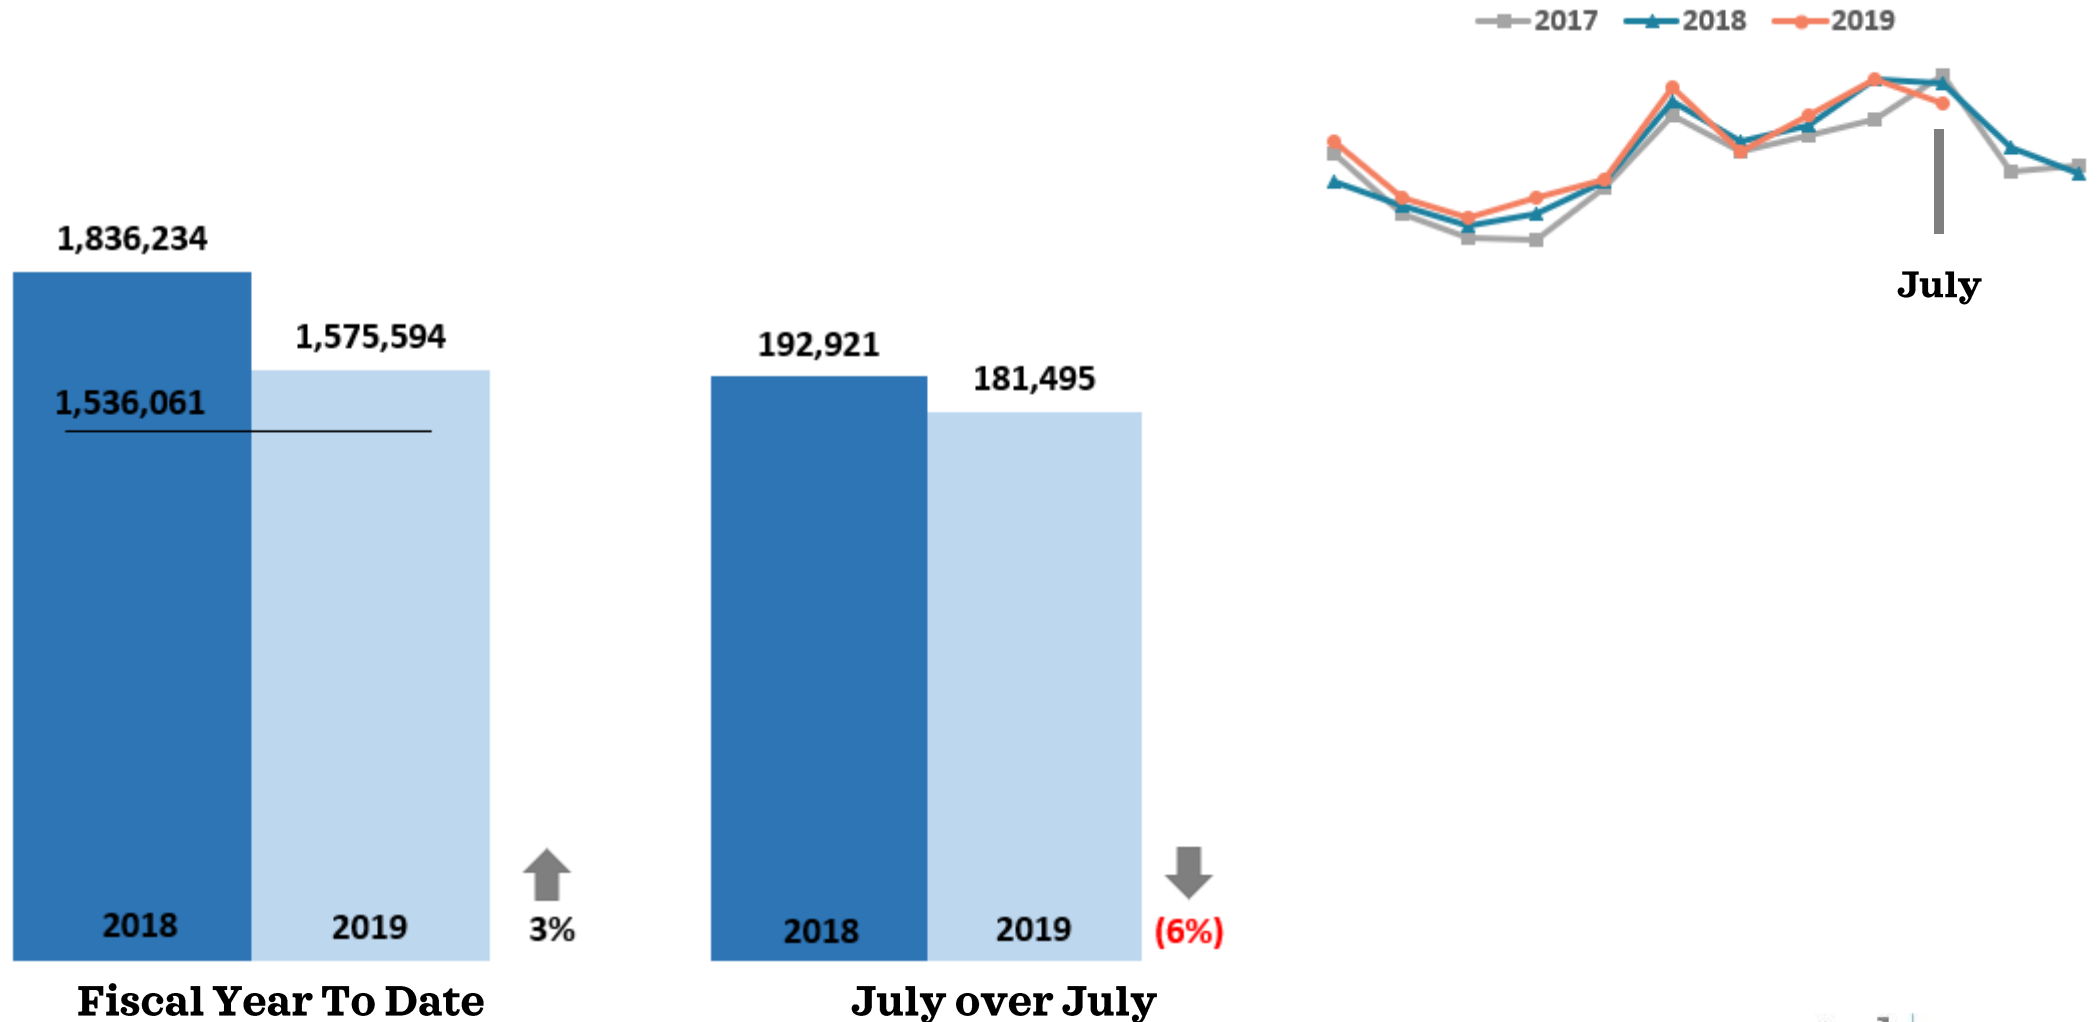 2017 2018 2019
July
1,836,234
1,575,594
1,536,061
2018
2019
3%
Fiscal Year To Date
192,921
181,495
2018
2019
(6%)
July over July